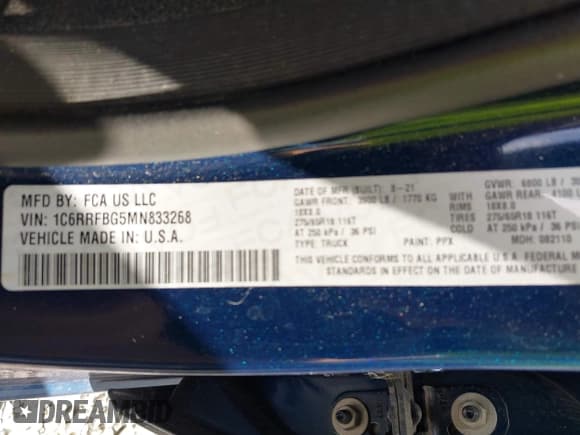 MFD BY: FCA US LLC
VIN: 1C6RRFBG5MN833268
VEHICLE MADE IN: U.S.A.
DATE OF MFR (BUILT): 8-21
GAWR FRONT: 3900 LB / 1770 KG
18X8.0
275/65R18 116T
AT 250 kPa / 36 PSI
TYPE: TRUCK PAINT: PPX
THIS VEHICLE CONFORMS TO ALL APPLICABLE U.S.A. FEDERAL
STANDARDS IN EFFECT ON THE DATE OF MANUFACTURE
GVWR: 6800 LB /
GAWR REAR: 4100
RIMS 18X8.0
TIRES 275/65R18 116T
COLD AT 250 kPa / 36 PSI
MDH: 082110
DREAMBID